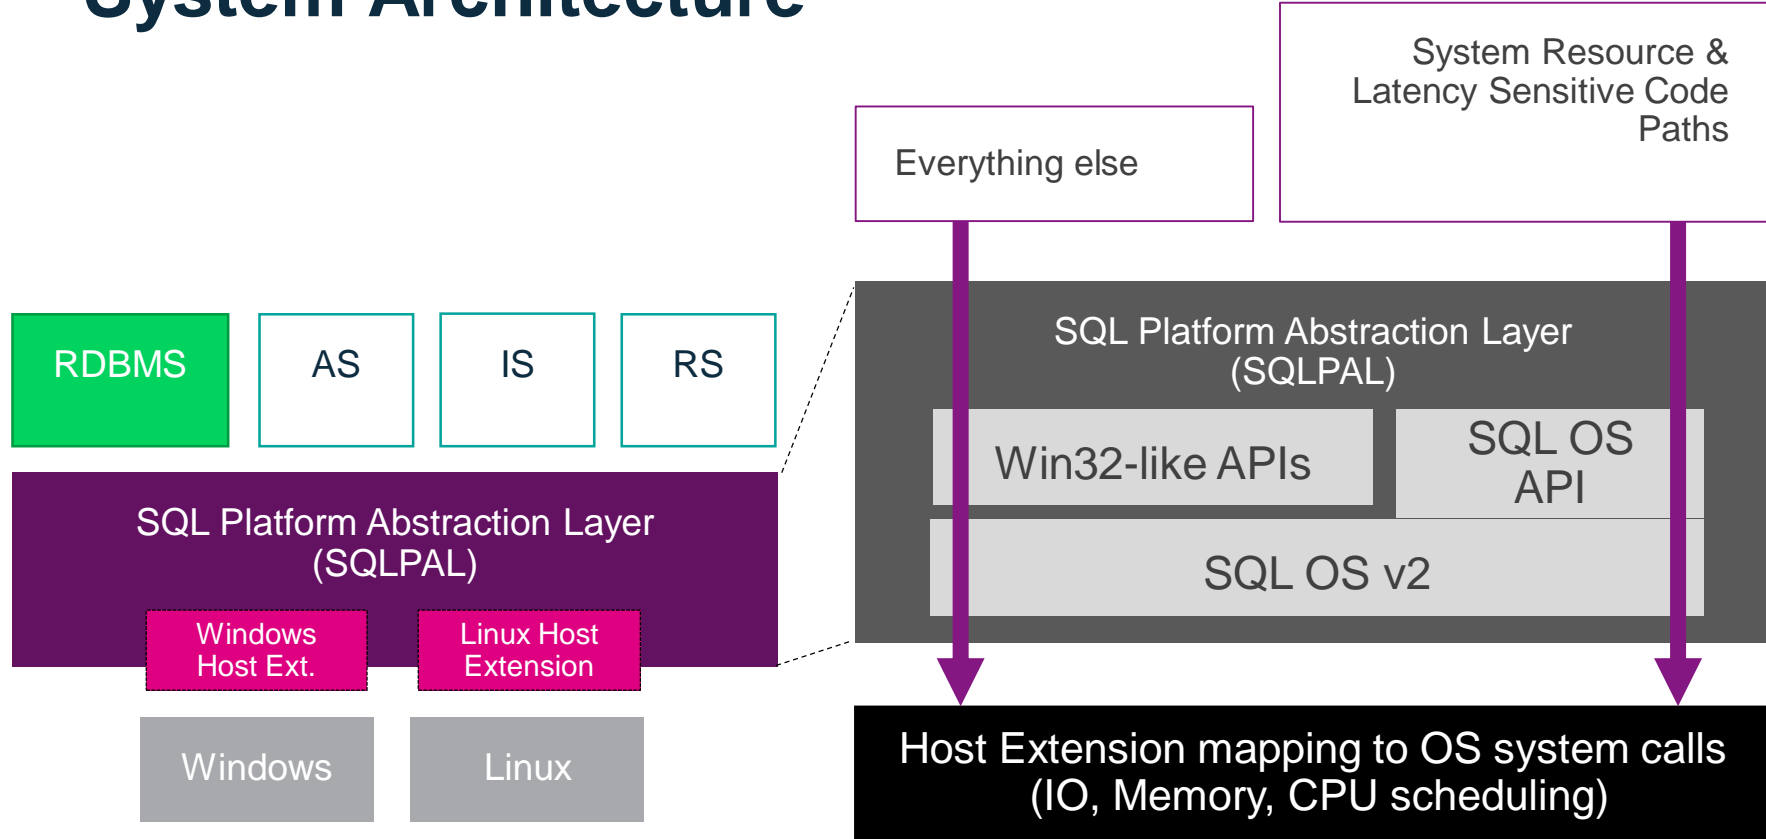 System Architecture
System Resource &
Latency Sensitive Code
Paths
Everything else
RDBMS
AS
IS
RS
SQL Platform Abstraction Layer
(SQLPAL)
Windows
Host Ext.
Linux Host
Extension
Windows
Linux
SQL Platform Abstraction Layer
(SQLPAL)
Win32-like APIs
SQL OS
API
SQL OS v2
Host Extension mapping to OS system calls
(IO, Memory, CPU scheduling)